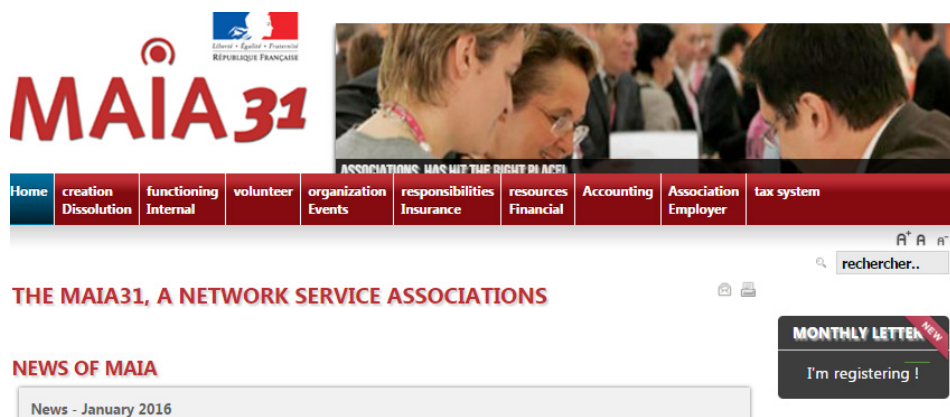 Liberté • Égalité • Fraternité
RÉPUBLIQUE FRANÇAISE
MAIA 31
ASSOCIATIONS, HAS HIT THE RIGHT PLACE!
Home
creation
Dissolution
functioning
Internal
volunteer
organization
Events
responsibilities
Insurance
resources
Financial
Accounting
Association
Employer
tax system
A+ A A-
rechercher..
THE MAIA31, A NETWORK SERVICE ASSOCIATIONS
MONTHLY LETTER
NEW
I'm registering !
NEWS OF MAIA
News - January 2016